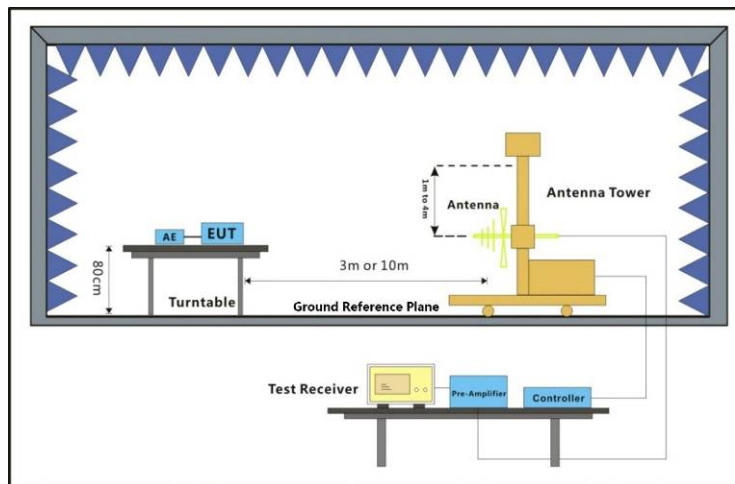 1m to 4m
Antenna
Antenna Tower
AE
EUT
80cm
3m or 10m
Turntable
Ground Reference Plane
Test Receiver
Pre-Amplifier
Controller